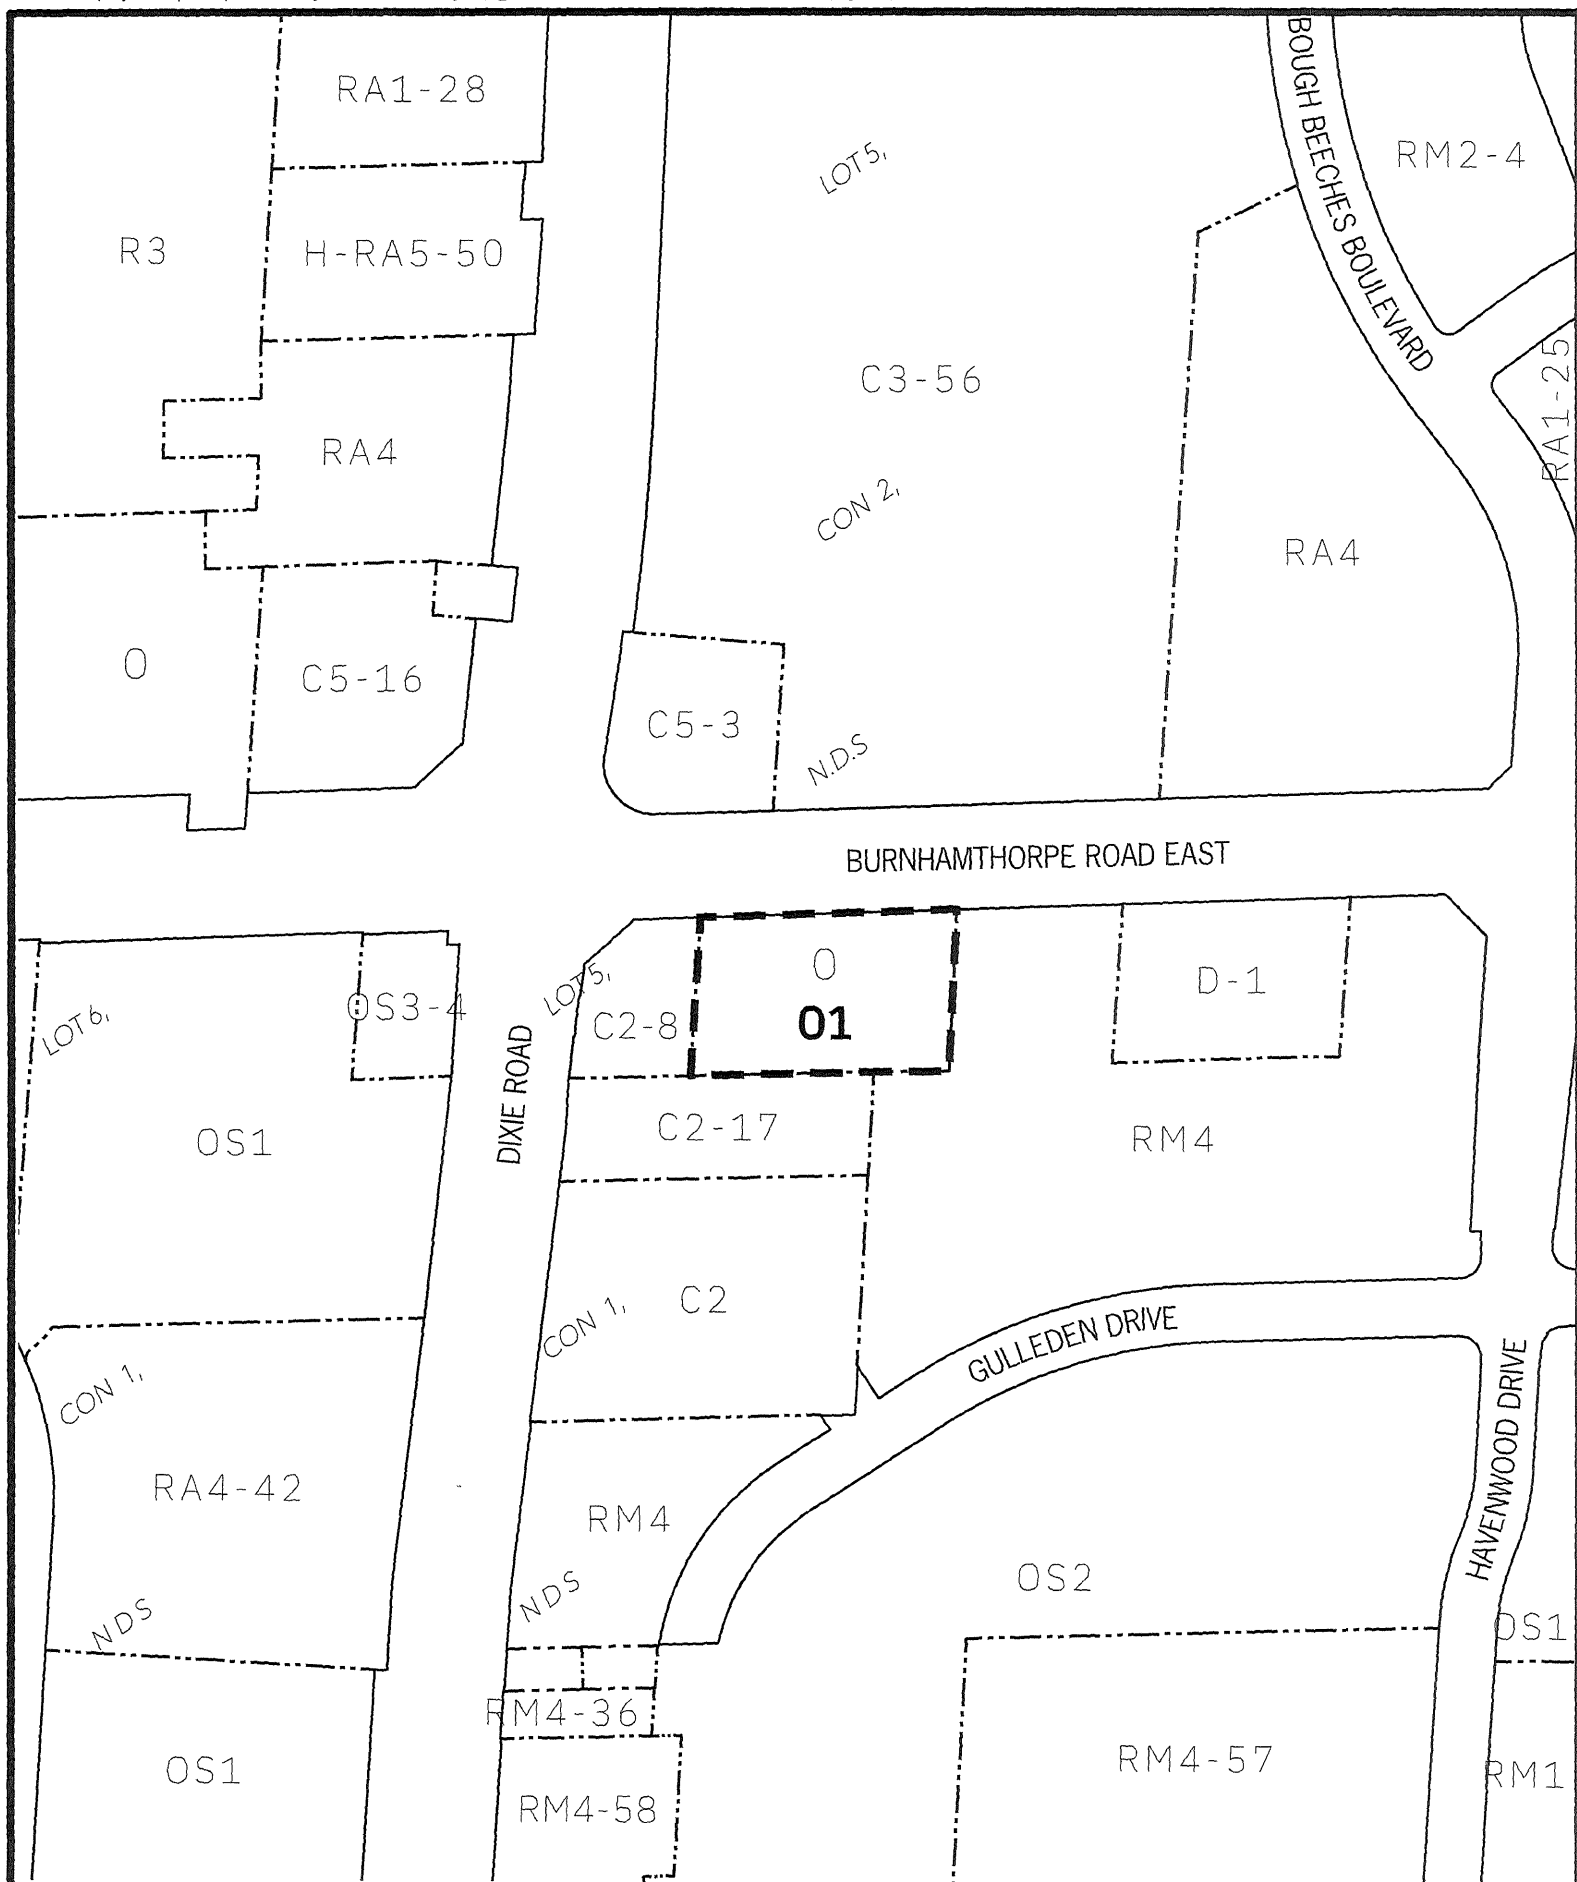 RA1-28
BOUGH BEECHES BOULEVARD
RM2-4
LOT 5,
R3
H-RA5-50
C3-56
RA1-25
RA4
CON 2,
RA4
O
C5-16
C5-3
N.D.S
BURNHAMTHORPE ROAD EAST
O
01
D-1
LOT 5,
C2-8
OS3-4
LOT 6,
DIXIE ROAD
C2-17
OS1
RM4
C2
CON 1,
GULLEDEN DRIVE
HAVENWOOD DRIVE
CON 1,
RA4-42
RM4
OS2
NDS
NDS
OS1
RM4-36
OS1
RM4-57
RM1
RM4-58